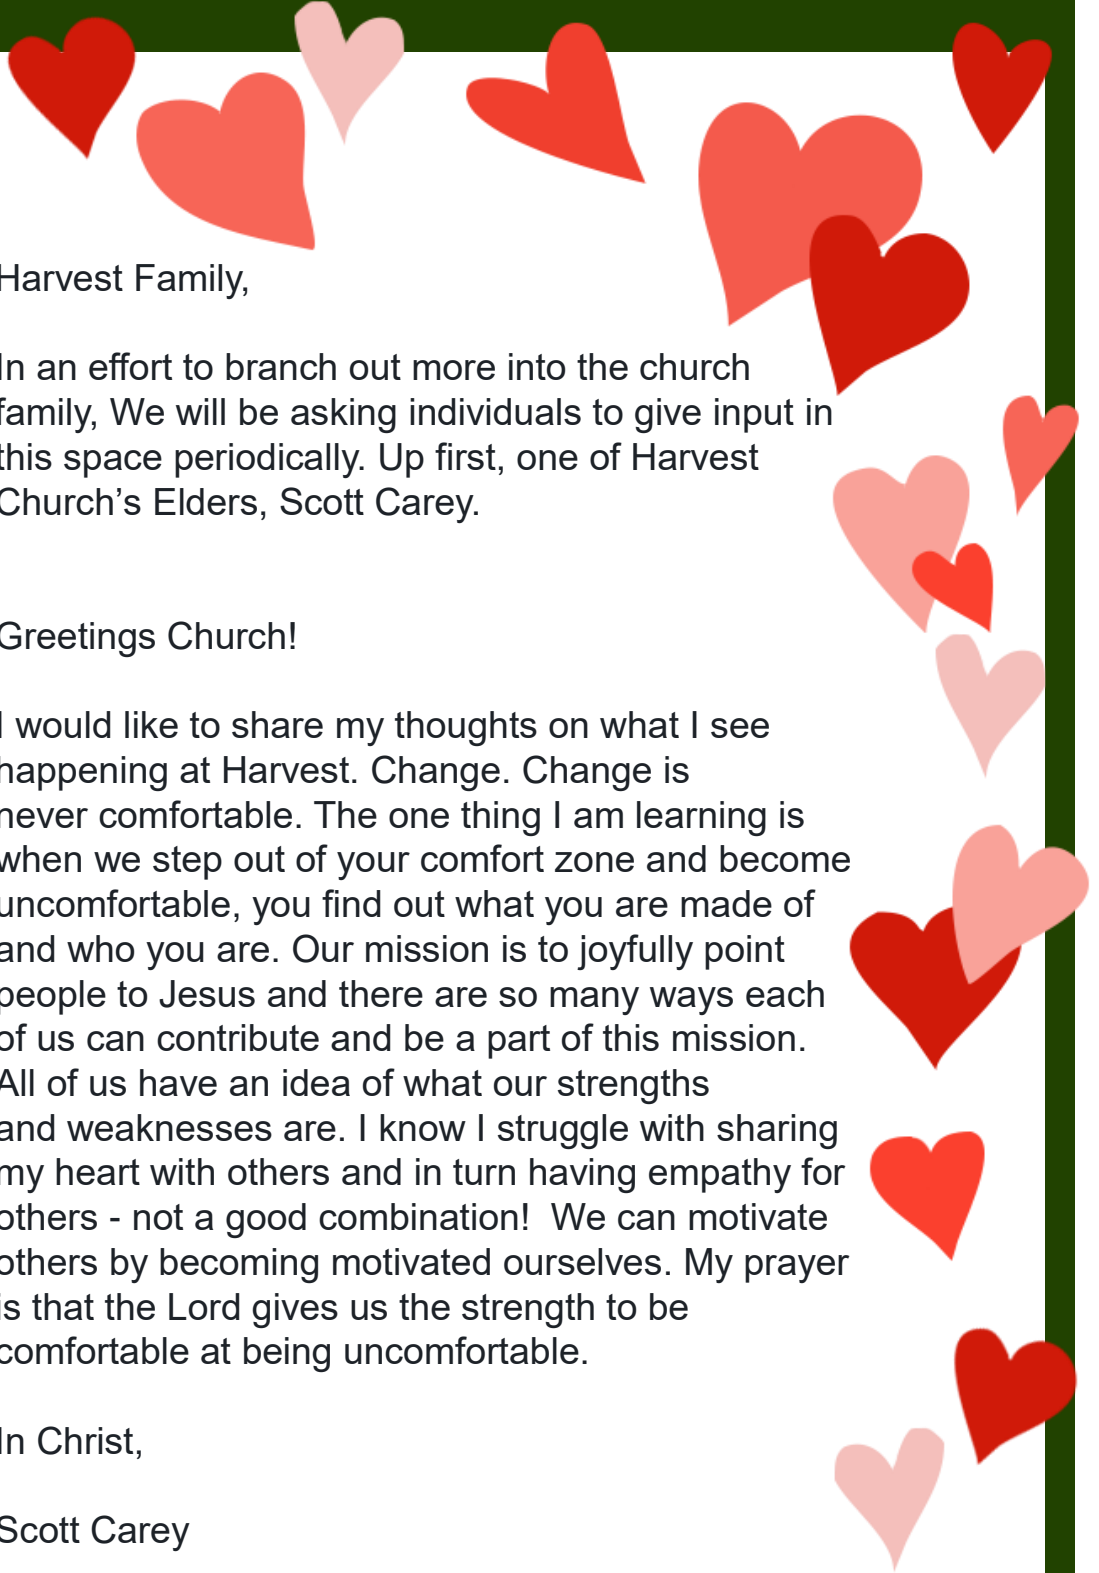 Harvest Family,
In an effort to branch out more into the church
family, We will be asking individuals to give input in
this space periodically. Up first, one of Harvest
Church’s Elders, Scott Carey.
Greetings Church!
I would like to share my thoughts on what I see
happening at Harvest. Change. Change is
never comfortable. The one thing I am learning is
when we step out of your comfort zone and become
uncomfortable, you find out what you are made of
and who you are. Our mission is to joyfully point
people to Jesus and there are so many ways each
of us can contribute and be a part of this mission.
All of us have an idea of what our strengths
and weaknesses are. I know I struggle with sharing
my heart with others and in turn having empathy for
others - not a good combination!  We can motivate
others by becoming motivated ourselves. My prayer
is that the Lord gives us the strength to be
comfortable at being uncomfortable.
In Christ,
Scott Carey